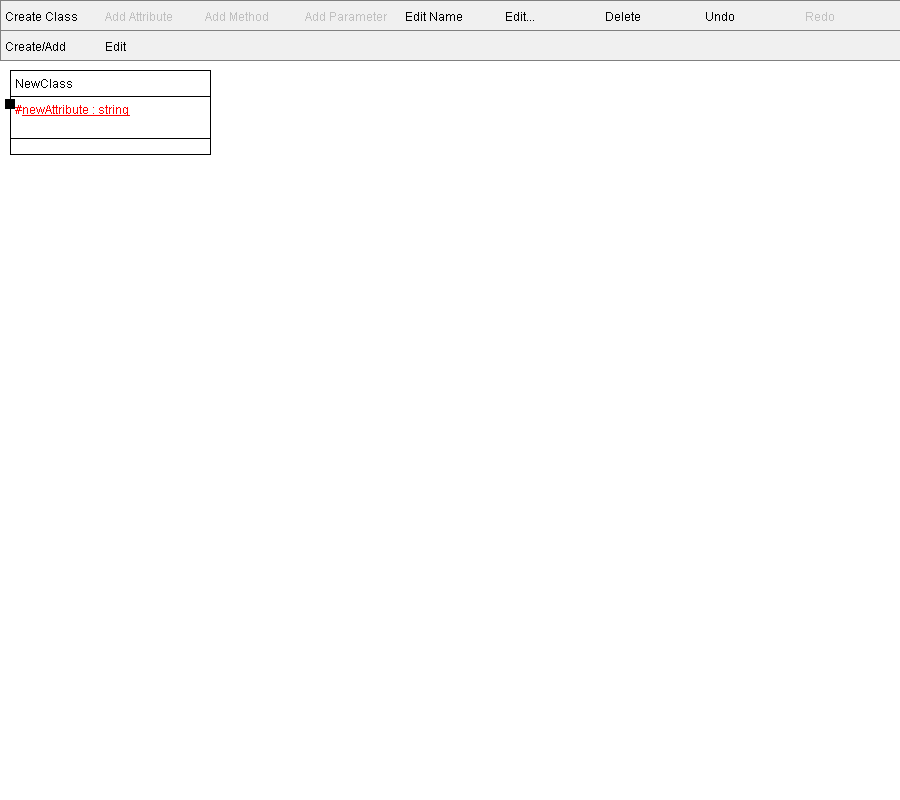 Create Class Add Attribute Add Method Add Parameter Edit Name Edit... Delete Undo Redo
Create/Add Edit
NewClass
#newAttribute : string